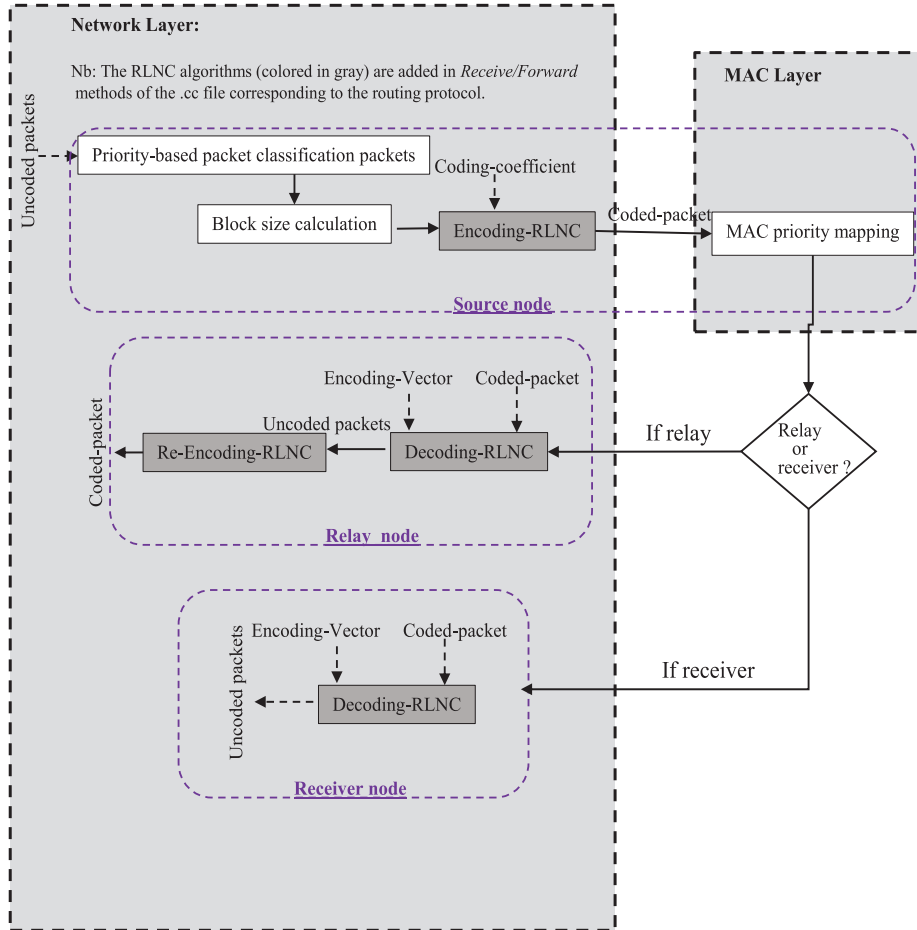 Network Layer:
Nb: The RLNC algorithms (colored in gray) are added in Receive/Forward
methods of the .cc file corresponding to the routing protocol.
MAC Layer
Uncoded packets
Priority-based packet classification packets
Coding-coefficient
Block size calculation
Encoding-RLNC
Coded-packet
MAC priority mapping
Source node
Encoding-Vector
Coded-packet
Uncoded packets
Coded-packet
Re-Encoding-RLNC
Decoding-RLNC
If relay
Relay
or
receiver ?
Relay node
Encoding-Vector
Coded-packet
Uncoded packets
Decoding-RLNC
If receiver
Receiver node